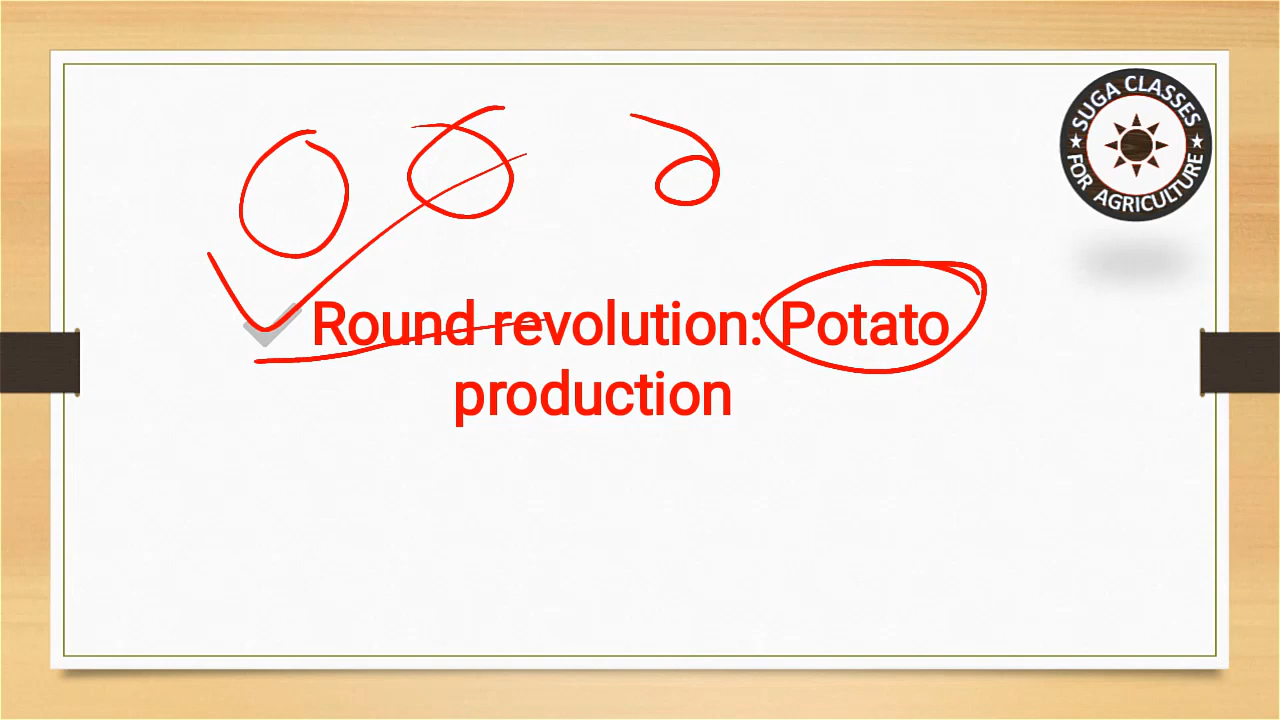 SUGA CLASSES
FOR AGRICULTURE
Round revolution: Potato
production